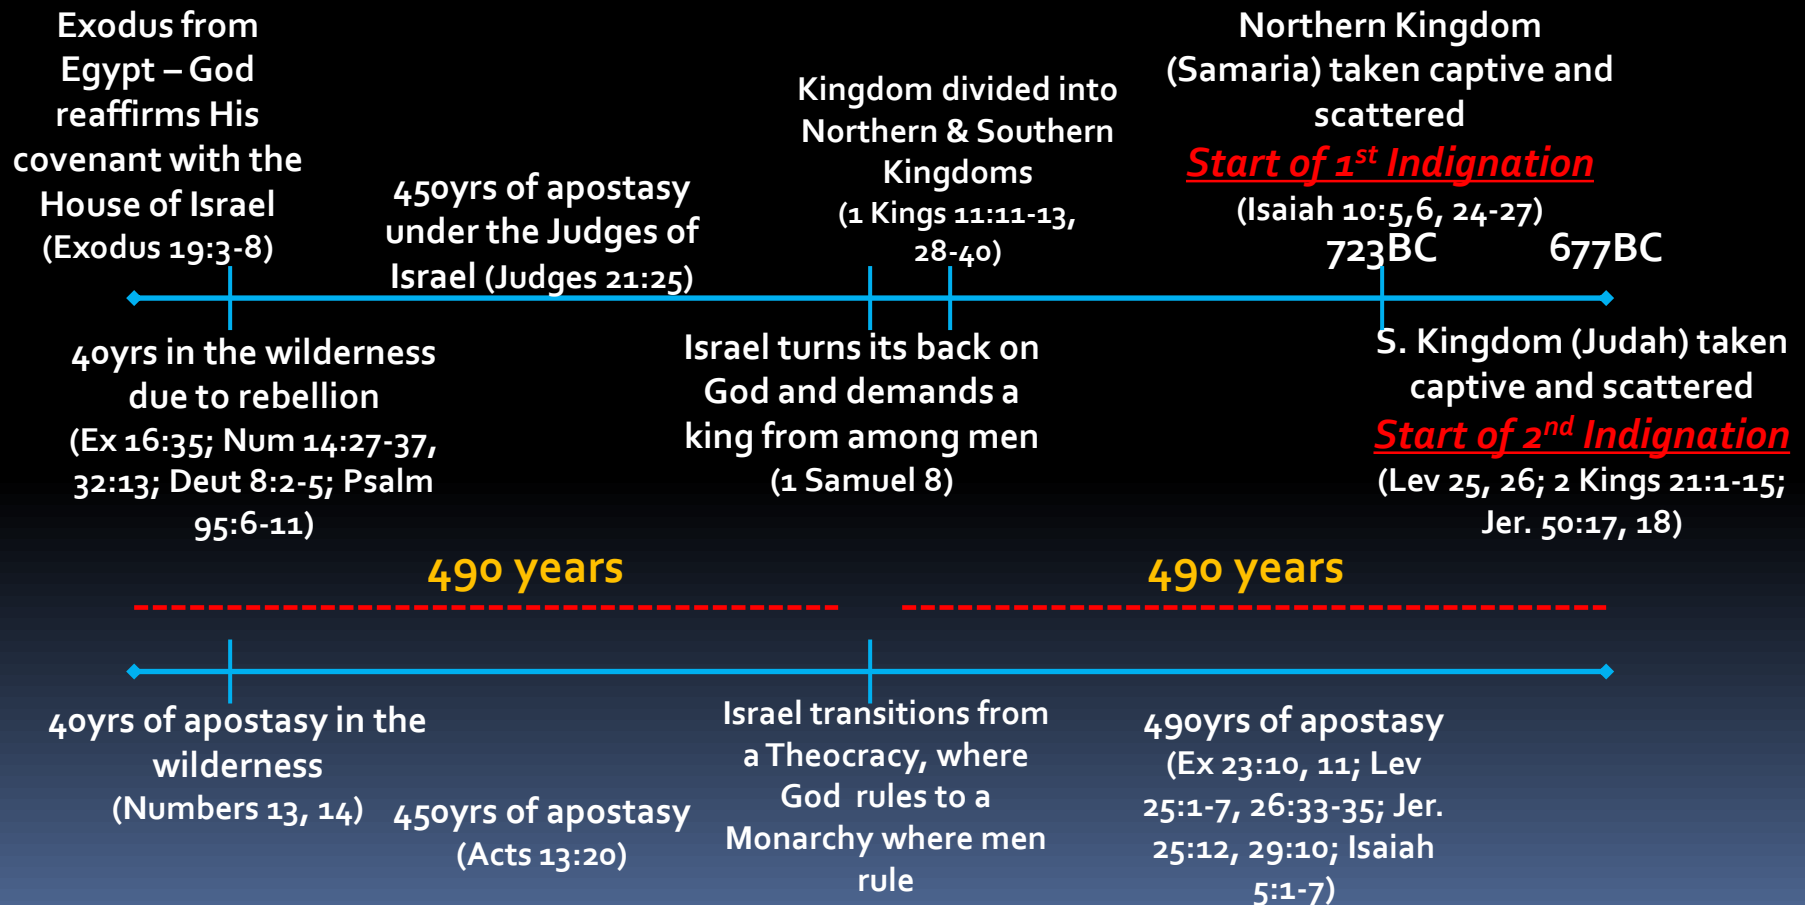 Exodus from
Egypt – God
reaffirms His
covenant with the
House of Israel
(Exodus 19:3-8)
450yrs of apostasy
under the Judges of
Israel (Judges 21:25)
Kingdom divided into
Northern & Southern
Kingdoms
(1 Kings 11:11-13,
28-40)
Northern Kingdom
(Samaria) taken captive and
scattered
Start of 1st Indignation
(Isaiah 10:5,6, 24-27)
723BC
677BC
40yrs in the wilderness
due to rebellion
(Ex 16:35; Num 14:27-37,
32:13; Deut 8:2-5; Psalm
95:6-11)
Israel turns its back on
God and demands a
king from among men
(1 Samuel 8)
S. Kingdom (Judah) taken
captive and scattered
Start of 2nd Indignation
(Lev 25, 26; 2 Kings 21:1-15;
Jer. 50:17, 18)
490 years
490 years
40yrs of apostasy in the
wilderness
(Numbers 13, 14)
450yrs of apostasy
(Acts 13:20)
Israel transitions from
a Theocracy, where
God rules to a
Monarchy where men
rule
490yrs of apostasy
(Ex 23:10, 11; Lev
25:1-7, 26:33-35; Jer.
25:12, 29:10; Isaiah
5:1-7)